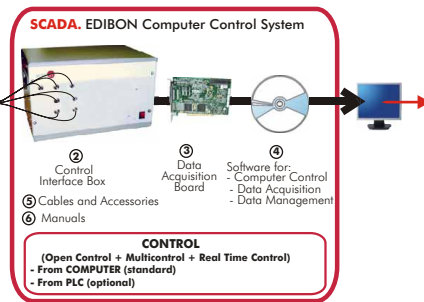 SCADA. EDIBON Computer Control System
② Control Interface Box
③ Data Acquisition Board
④ Software for:
- Computer Control
- Data Acquisition
- Data Management
⑤ Cables and Accessories
⑥ Manuals
CONTROL
(Open Control + Multicontrol + Real Time Control)
- From COMPUTER (standard)
- From PLC (optional)